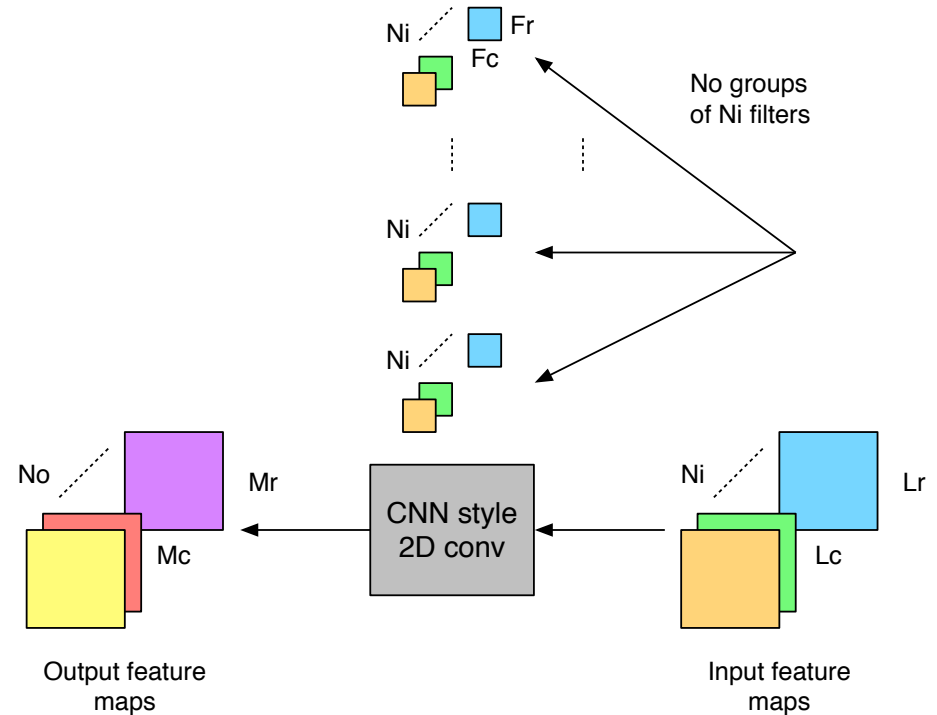 Ni
Fr
Fc
No groups
of Ni filters
Ni
Ni
No
Mr
Mc
CNN style
2D conv
Ni
Lr
Lc
Output feature
maps
Input feature
maps